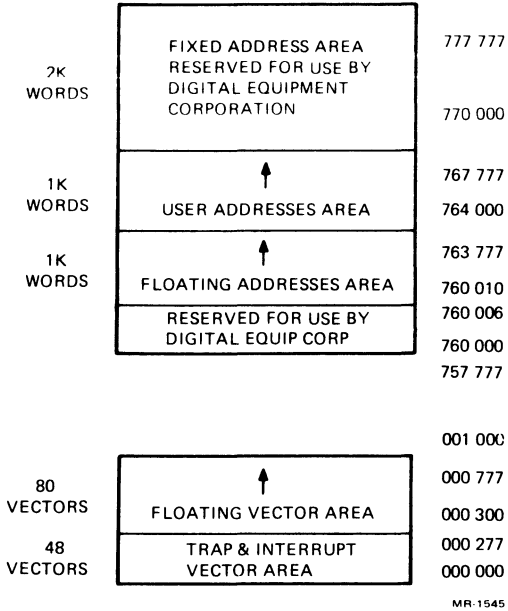 FIXED ADDRESS AREA
RESERVED FOR USE BY
DIGITAL EQUIPMENT
CORPORATION
2K
WORDS
777 777
770 000
1K
WORDS
USER ADDRESSES AREA
767 777
764 000
1K
WORDS
FLOATING ADDRESSES AREA
763 777
760 010
RESERVED FOR USE BY
DIGITAL EQUIP CORP
760 006
760 000
757 777
001 000
80
VECTORS
FLOATING VECTOR AREA
000 777
000 300
48
VECTORS
TRAP & INTERRUPT
VECTOR AREA
000 277
000 000
MR-1545